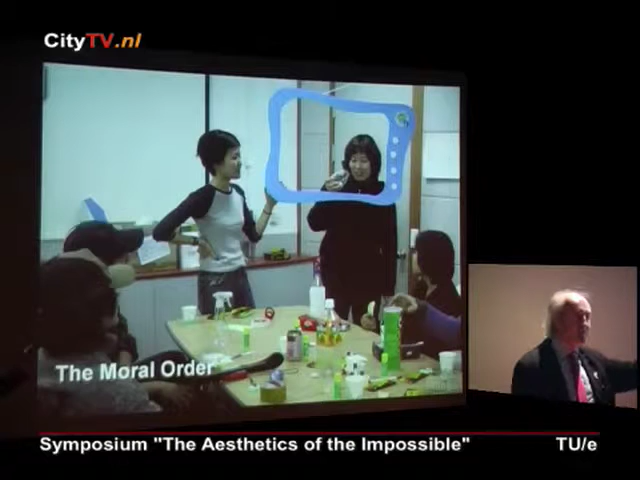 CityTV.nl
The Moral Order
Symposium "The Aesthetics of the Impossible"
TU/e